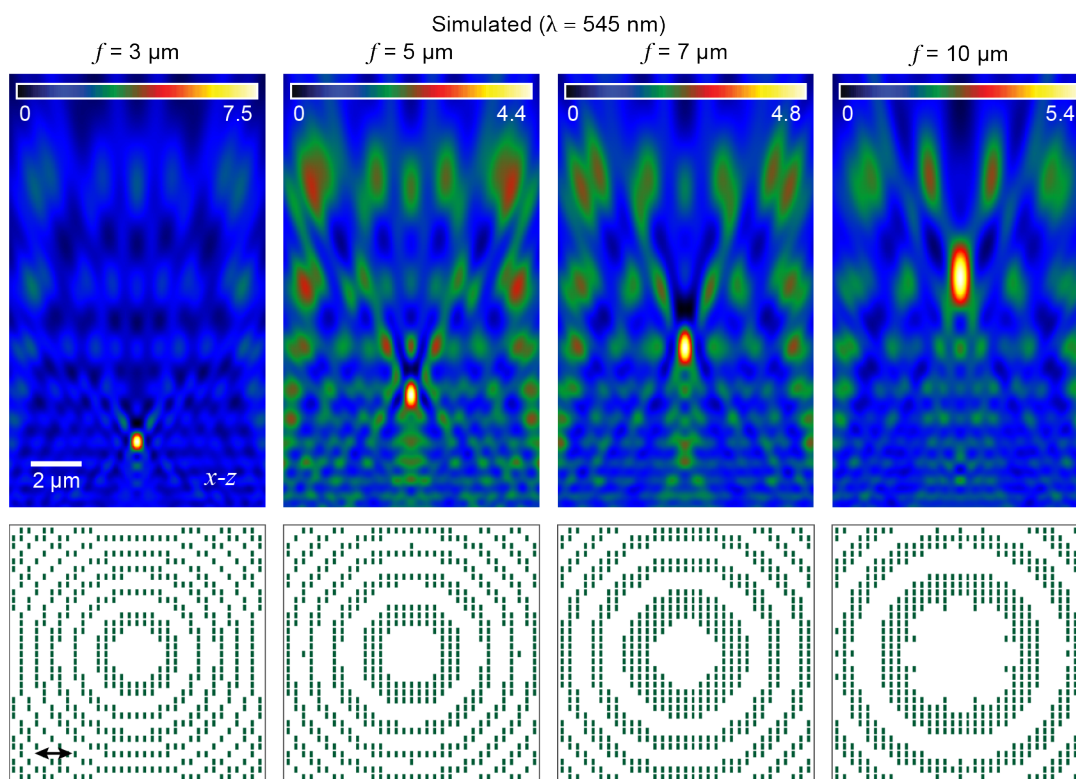 Simulated (λ = 545 nm)
f = 3 µm
f = 5 µm
f = 7 µm
f = 10 µm
0 7.5
0 4.4
0 4.8
0 5.4
2 µm
x-z